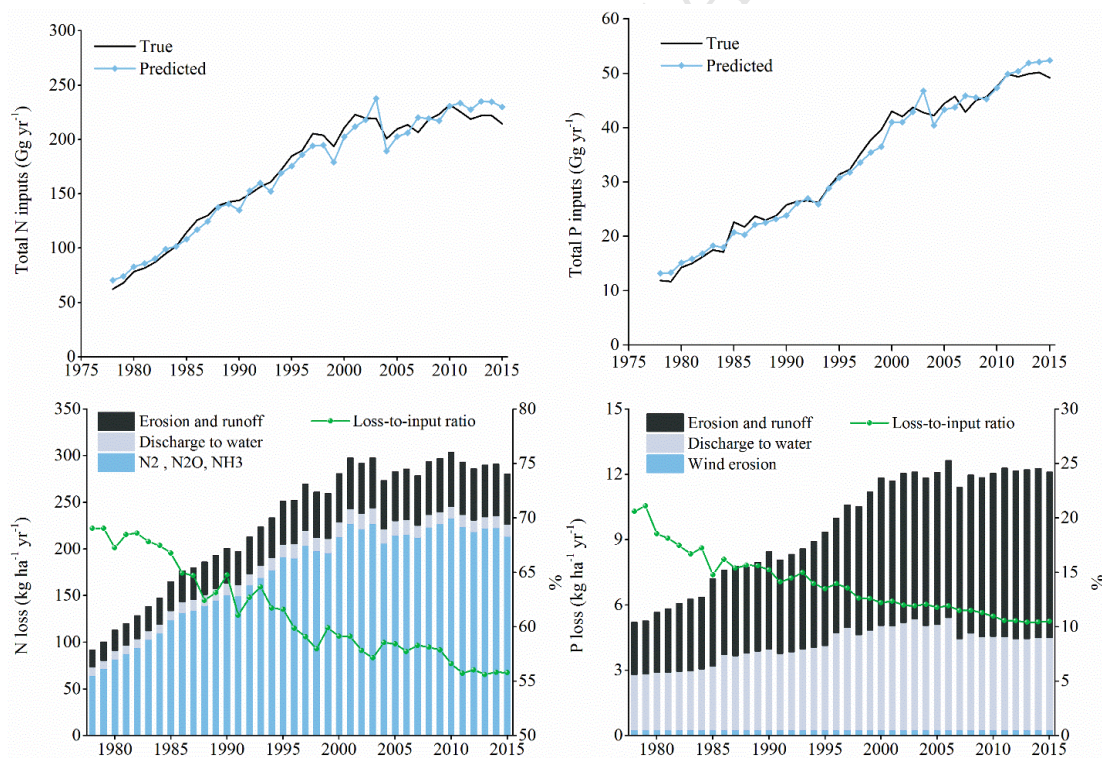 300
250
200
150
100
50
0
Total N inputs (Gg yr-1)
True
Predicted
1975 1980 1985 1990 1995 2000 2005 2010 2015
60
50
40
30
20
10
0
Total P inputs (Gg yr-1)
True
Predicted
1975 1980 1985 1990 1995 2000 2005 2010 2015
350
300
250
200
150
100
50
0
N loss (kg ha-1 yr-1)
Erosion and runoff
Loss-to-input ratio
Discharge to water
N2 , N2O, NH3
80
75
70
65
60
55
50
%
1980 1985 1990 1995 2000 2005 2010 2015
15
12
9
6
3
0
P loss (kg ha-1 yr-1)
Erosion and runoff
Loss-to-input ratio
Discharge to water
Wind erosion
30
25
20
15
10
5
0
%
1980 1985 1990 1995 2000 2005 2010 2015